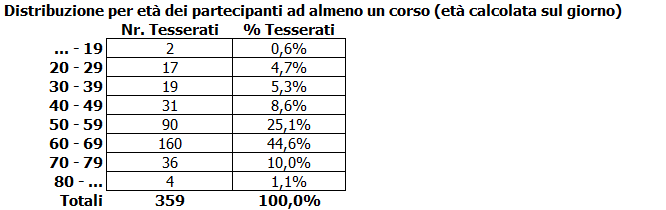 Distribuzione per età dei partecipanti ad almeno un corso (età calcolata sul giorno)
Nr. Tesserati % Tesserati
... - 19 2 0,6%
20 - 29 17 4,7%
30 - 39 19 5,3%
40 - 49 31 8,6%
50 - 59 90 25,1%
60 - 69 160 44,6%
70 - 79 36 10,0%
80 - ... 4 1,1%
Totali 359 100,0%